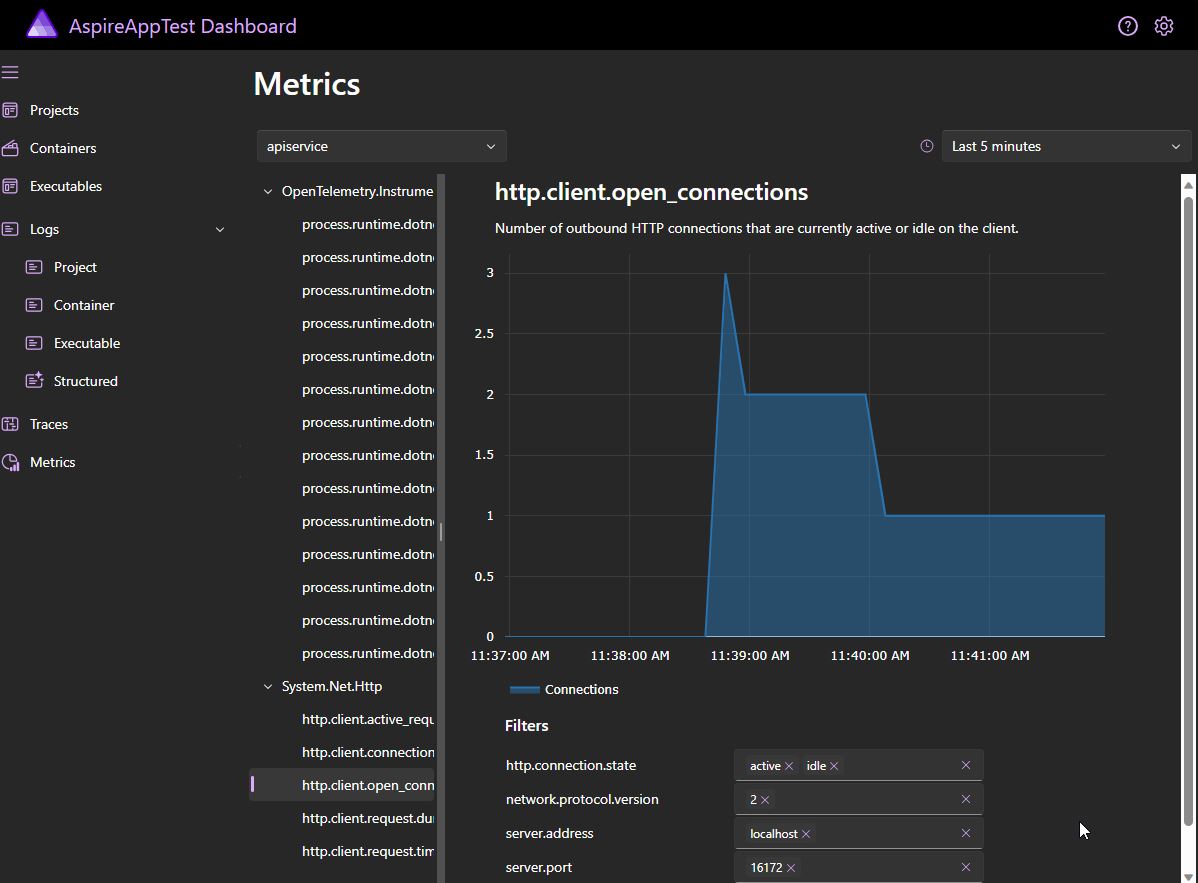 AspireAppTest Dashboard
Metrics
Projects
Containers
Executables
Logs
Project
Container
Executable
Structured
Traces
Metrics
apiservice
Last 5 minutes
OpenTelemetry.Instrume
process.runtime.dotn
process.runtime.dotn
process.runtime.dotn
process.runtime.dotn
process.runtime.dotn
process.runtime.dotn
process.runtime.dotn
process.runtime.dotn
process.runtime.dotn
process.runtime.dotn
process.runtime.dotn
process.runtime.dotn
process.runtime.dotn
process.runtime.dotn
System.Net.Http
http.client.active_requ
http.client.connection
http.client.open_conn
http.client.request.du
http.client.request.tim
http.client.open_connections
Number of outbound HTTP connections that are currently active or idle on the client.
3
2.5
2
1.5
1
0.5
0
11:37:00 AM 11:38:00 AM 11:39:00 AM 11:40:00 AM 11:41:00 AM
Connections
Filters
http.connection.state active idle
network.protocol.version 2
server.address localhost
server.port 16172